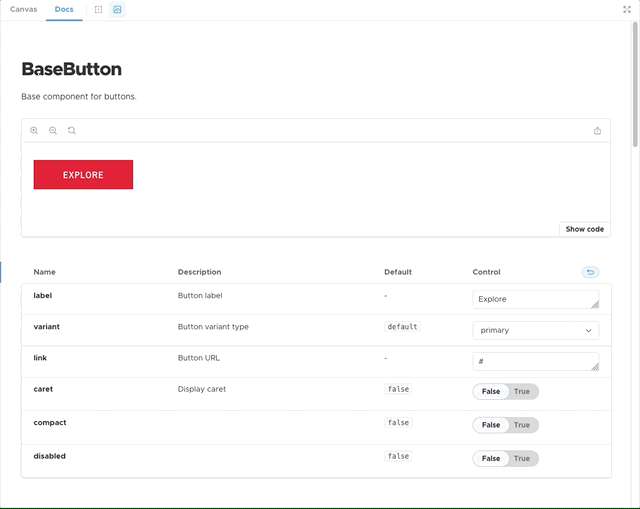 Canvas Docs
BaseButton
Base component for buttons.
EXPLORE
Show code
Name Description Default Control
label Button label - Explore
variant Button variant type default primary
link Button URL - #
caret Display caret false False True
compact false False True
disabled false False True